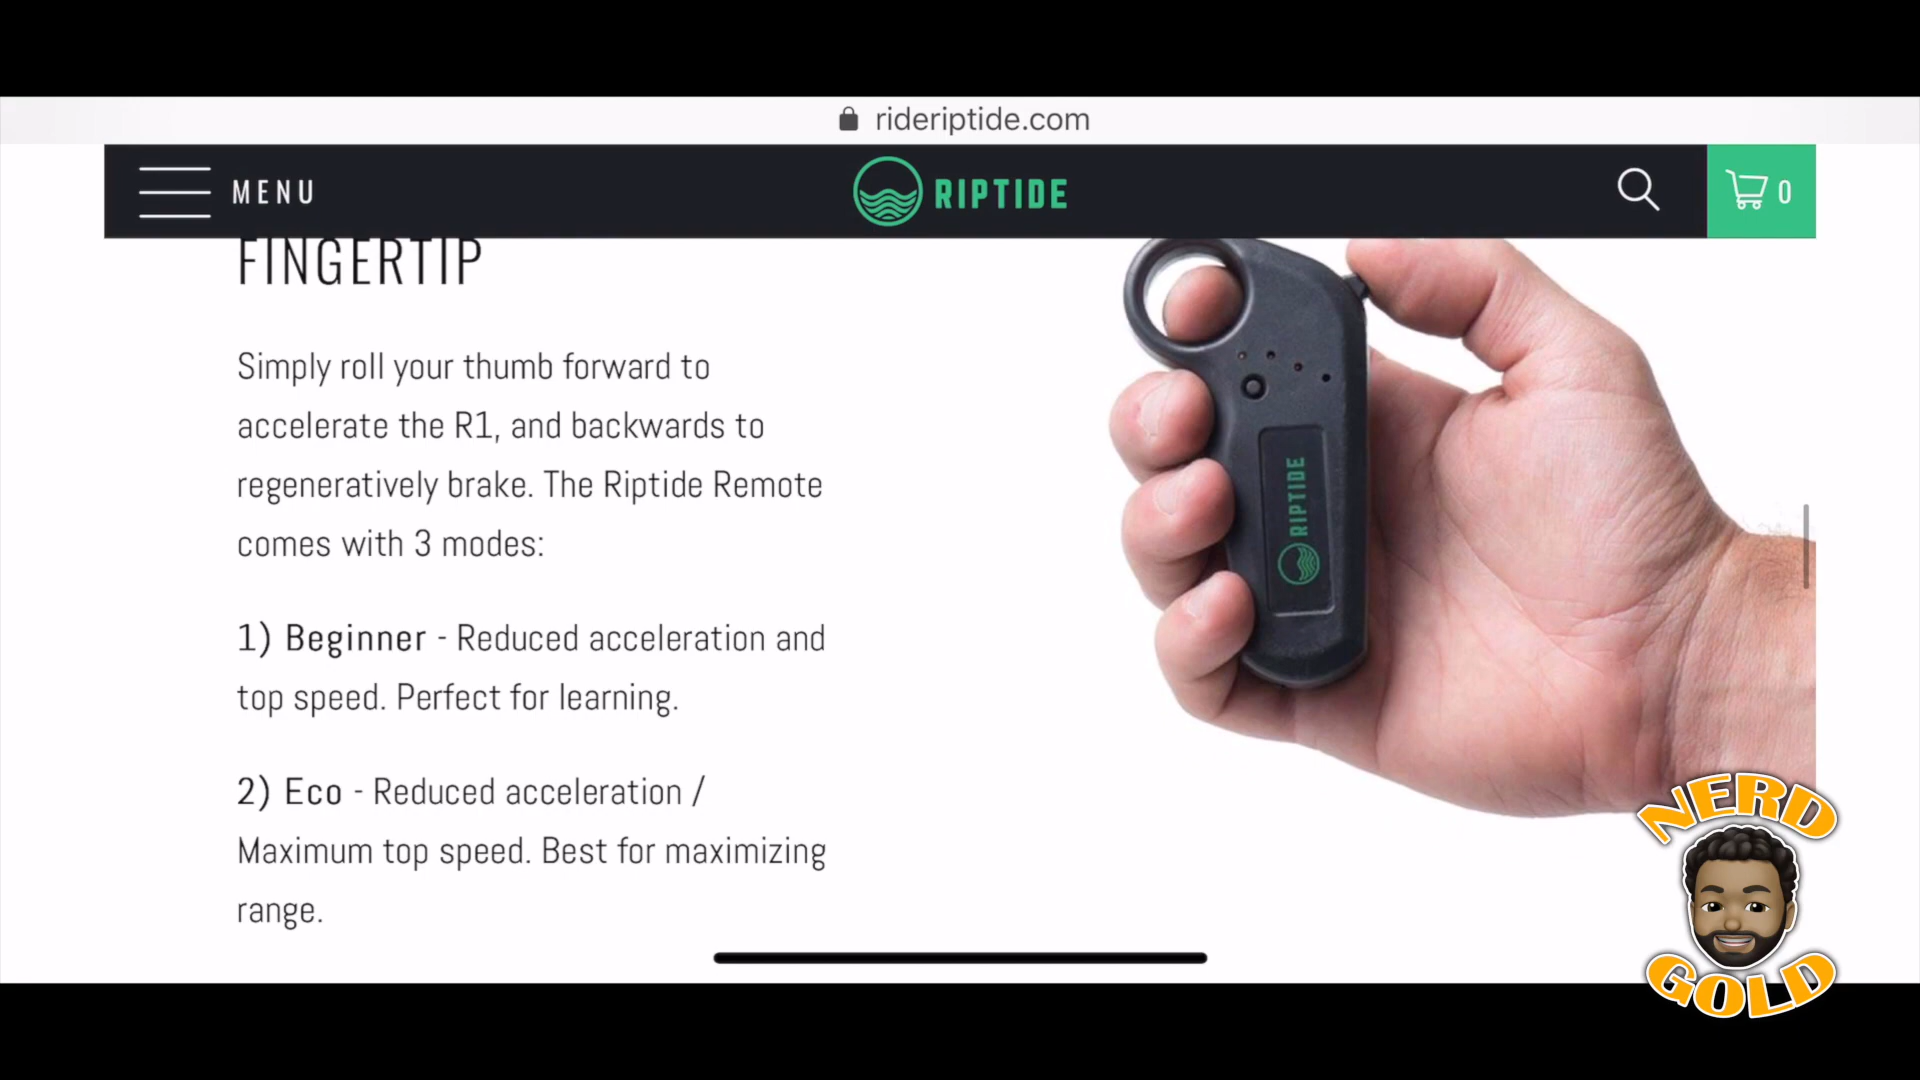 rideriptide.com
MENU
RIPTIDE
0
FINGERTIP
Simply roll your thumb forward to
accelerate the R1, and backwards to
regeneratively brake. The Riptide Remote
comes with 3 modes:
1) Beginner - Reduced acceleration and
top speed. Perfect for learning.
2) Eco - Reduced acceleration /
Maximum top speed. Best for maximizing
range.
RIPTIDE
NERD
GOLD